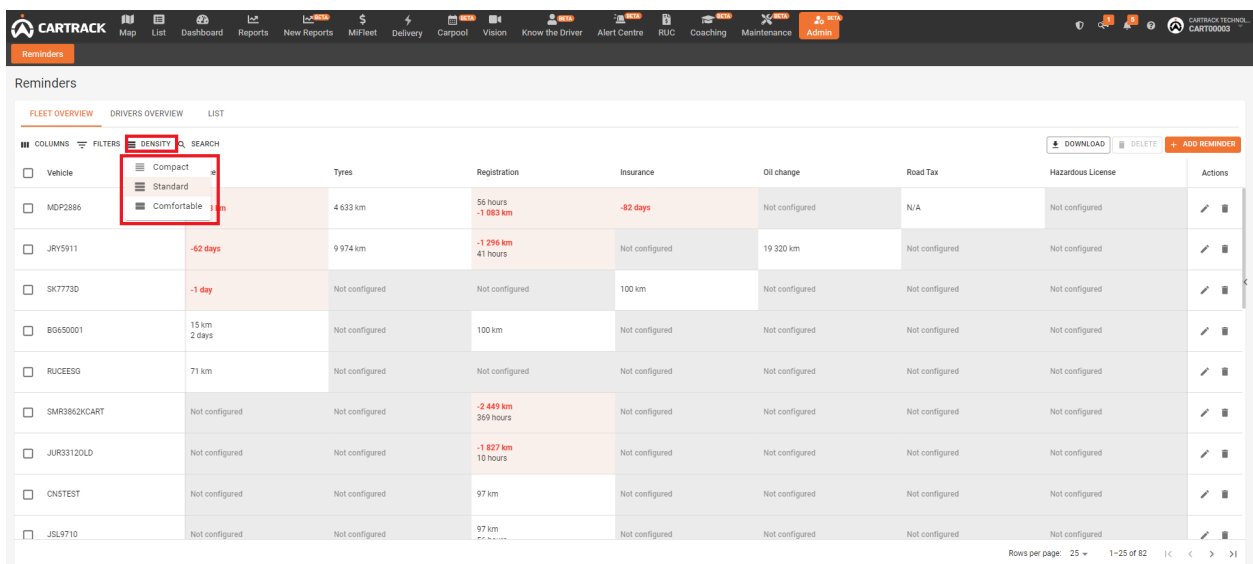 CARTRACK
Map List Dashboard Reports New Reports BETA MiFleet Delivery Carpool BETA Vision Know the Driver BETA Alert Centre BETA RUC Coaching BETA Maintenance BETA Admin BETA
1 5 CARTRACK TECHNOL...
CART00003
Reminders
Reminders
FLEET OVERVIEW DRIVERS OVERVIEW LIST
COLUMNS FILTERS DENSITY SEARCH DOWNLOAD DELETE + ADD REMINDER
Compact
Standard
Comfortable
Vehicle Tyres Registration Insurance Oil change Road Tax Hazardous License Actions
MDP2886 km 4 633 km 56 hours -82 days Not configured N/A Not configured
-1 083 km
JRY5911 -62 days 9 974 km -1 296 km Not configured 19 320 km Not configured Not configured
41 hours
SK7773D -1 day Not configured Not configured 100 km Not configured Not configured Not configured
BG650001 15 km Not configured 100 km Not configured Not configured Not configured Not configured
2 days
RUCEESG 71 km Not configured Not configured Not configured Not configured Not configured Not configured
SMR3862KCART Not configured Not configured -2 449 km Not configured Not configured Not configured Not configured
369 hours
JUR3312OLD Not configured Not configured -1 827 km Not configured Not configured Not configured Not configured
10 hours
CN5TEST Not configured Not configured 97 km Not configured Not configured Not configured Not configured
JSL9710 Not configured Not configured 97 km Not configured Not configured Not configured Not configured
Rows per page: 25 1–25 of 82